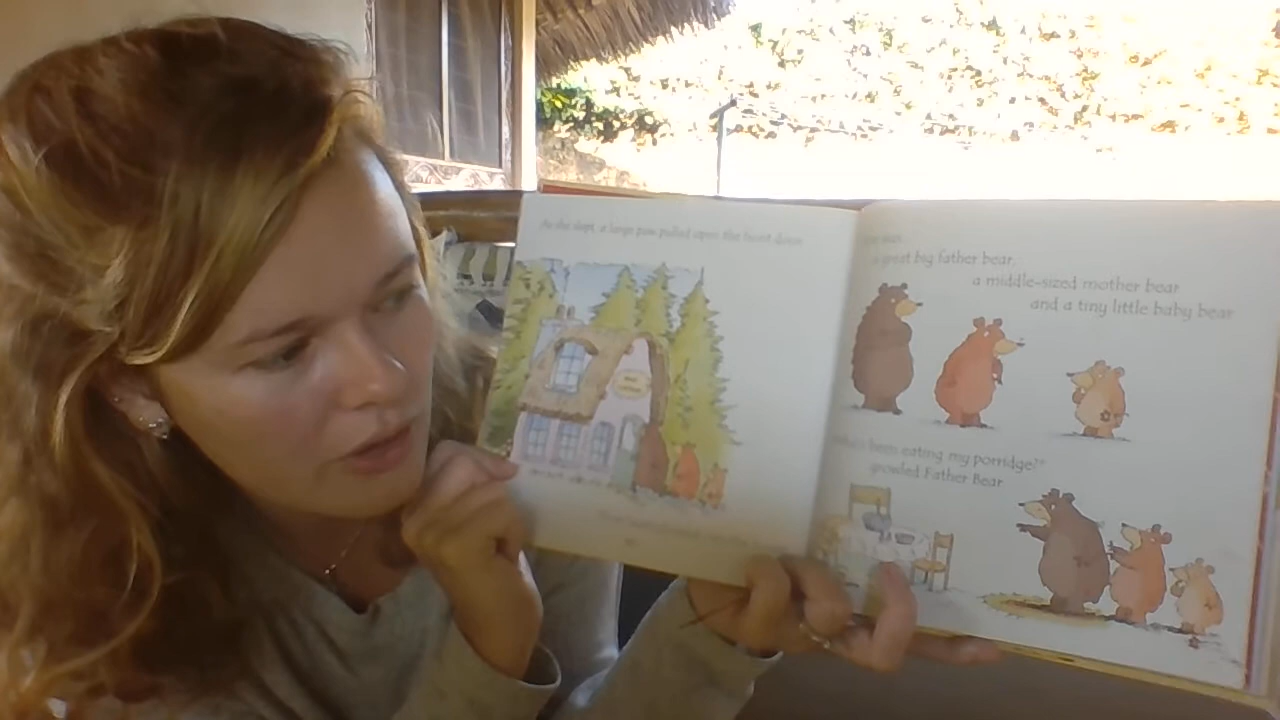 As she slept, a large paw pulled open the front door.
great big father bear,
a middle-sized mother bear
and a tiny little baby bear
been eating my porridge?"
growled Father Bear.